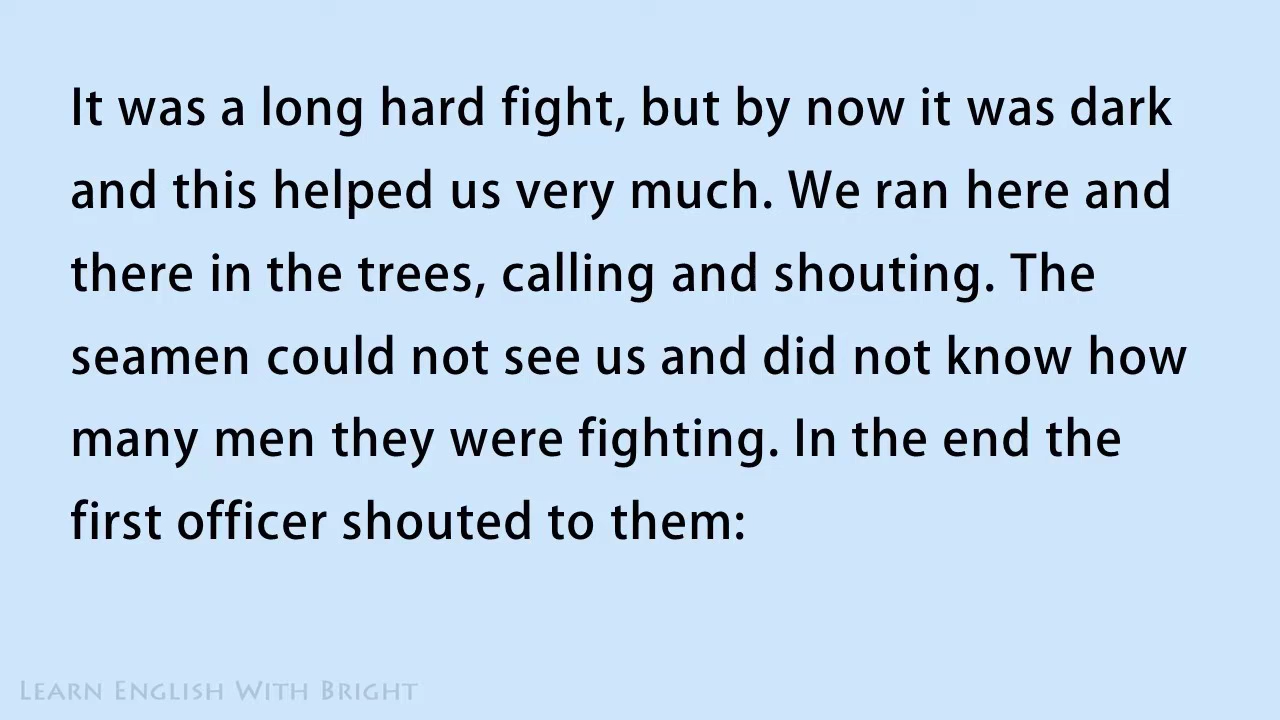 It was a long hard fight, but by now it was dark
and this helped us very much. We ran here and
there in the trees, calling and shouting. The
seamen could not see us and did not know how
many men they were fighting. In the end the
first officer shouted to them:
LEARN ENGLISH WITH BRIGHT